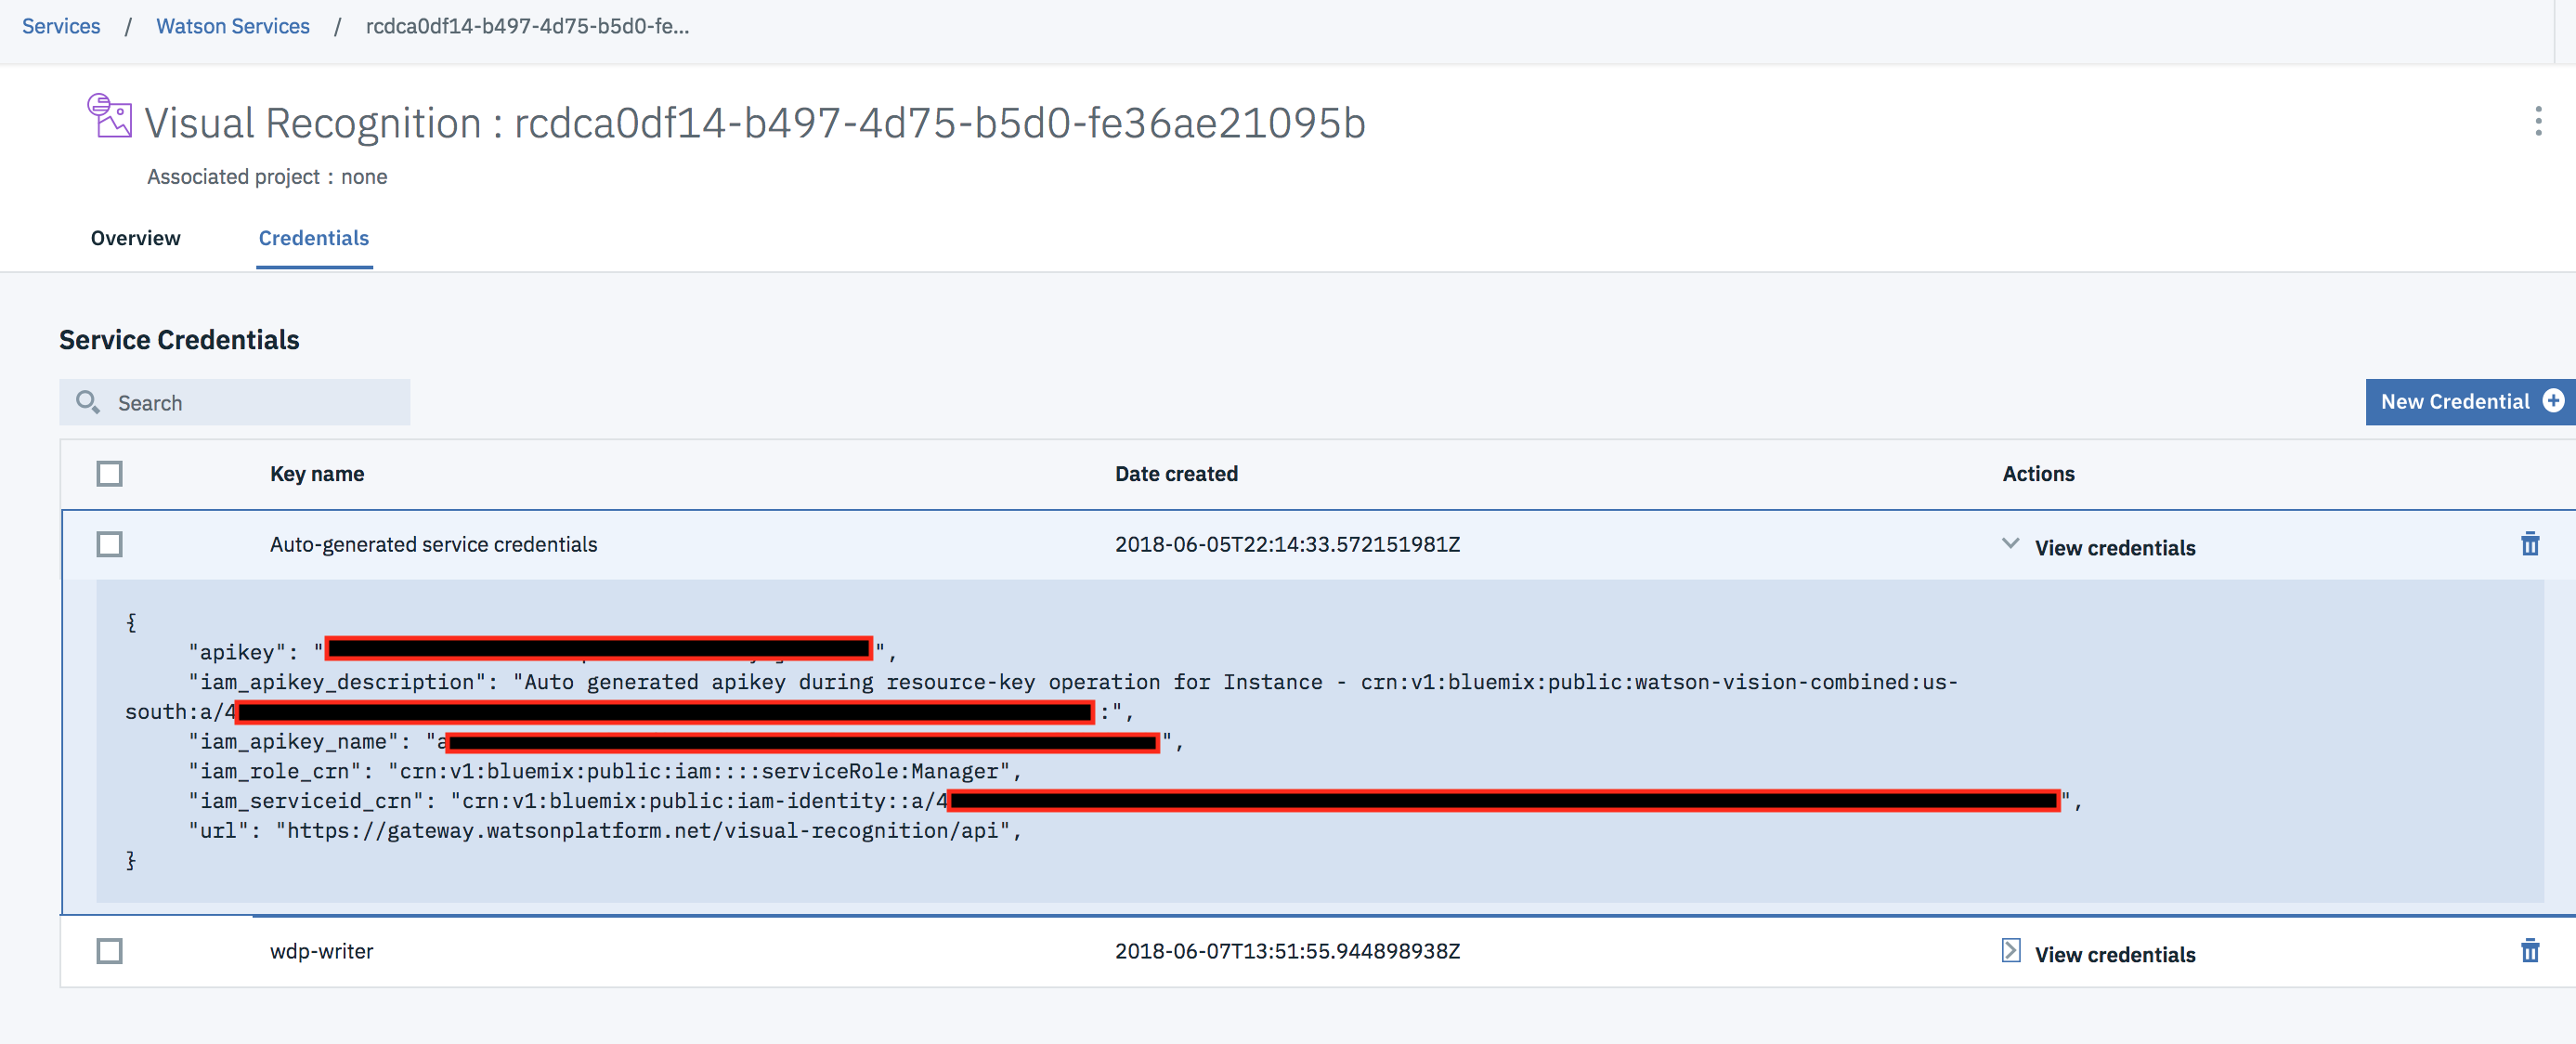 Services / Watson Services / rcdca0df14-b497-4d75-b5d0-fe...
Visual Recognition : rcdca0df14-b497-4d75-b5d0-fe36ae21095b
Associated project : none
Overview Credentials
Service Credentials
Search
New Credential
Key name Date created Actions
Auto-generated service credentials 2018-06-05T22:14:33.572151981Z View credentials
{
"apikey": "",
"iam_apikey_description": "Auto generated apikey during resource-key operation for Instance - crn:v1:bluemix:public:watson-vision-combined:us-
south:a/4:",
"iam_apikey_name": "a",
"iam_role_crn": "crn:v1:bluemix:public:iam::::serviceRole:Manager",
"iam_serviceid_crn": "crn:v1:bluemix:public:iam-identity::a/4",
"url": "https://gateway.watsonplatform.net/visual-recognition/api",
}
wdp-writer 2018-06-07T13:51:55.944898938Z View credentials